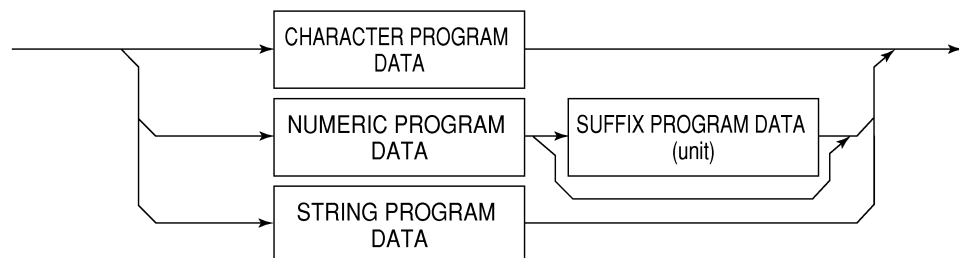 CHARACTER PROGRAM
DATA
NUMERIC PROGRAM
DATA
SUFFIX PROGRAM DATA
(unit)
STRING PROGRAM
DATA